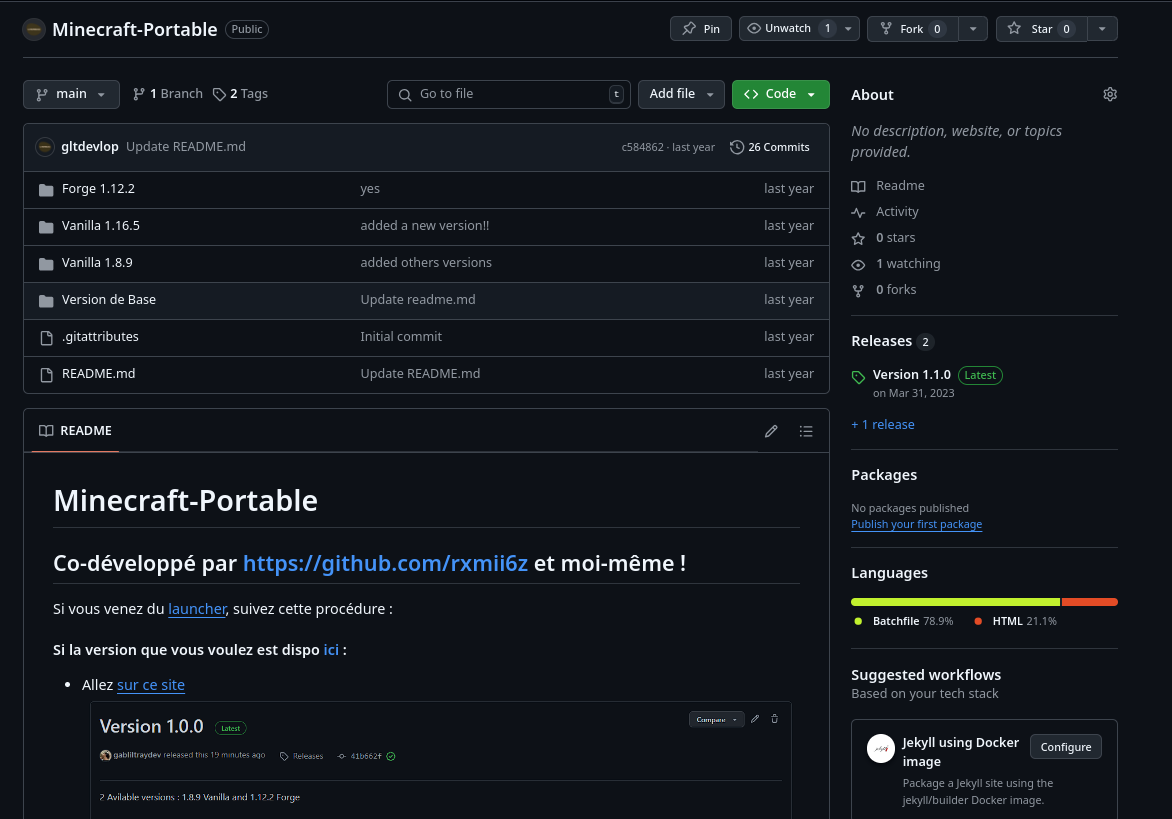 Minecraft-Portable Public Pin Unwatch 1 Fork 0 Star 0
main 1 Branch 2 Tags Go to file t Add file Code
gltdevlop Update README.md c584862 · last year 26 Commits
Forge 1.12.2 yes last year
Vanilla 1.16.5 added a new version!! last year
Vanilla 1.8.9 added others versions last year
Version de Base Update readme.md last year
.gitattributes Initial commit last year
README.md Update README.md last year
README
Minecraft-Portable
Co-développé par https://github.com/rxmii6z et moi-même !
Si vous venez du launcher, suivez cette procédure :
Si la version que vous voulez est dispo ici :
• Allez sur ce site
Version 1.0.0 Latest Compare
gabliltraydev released this 19 minutes ago Releases 41b662f
2 Avilable versions : 1.8.9 Vanilla and 1.12.2 Forge
About
No description, website, or topics
provided.
Readme
Activity
0 stars
1 watching
0 forks
Releases 2
Version 1.1.0 Latest
on Mar 31, 2023
+ 1 release
Packages
No packages published
Publish your first package
Languages
Batchfile 78.9% HTML 21.1%
Suggested workflows
Based on your tech stack
Jekyll using Docker
image
Configure
Package a Jekyll site using the
jekyll/builder Docker image.